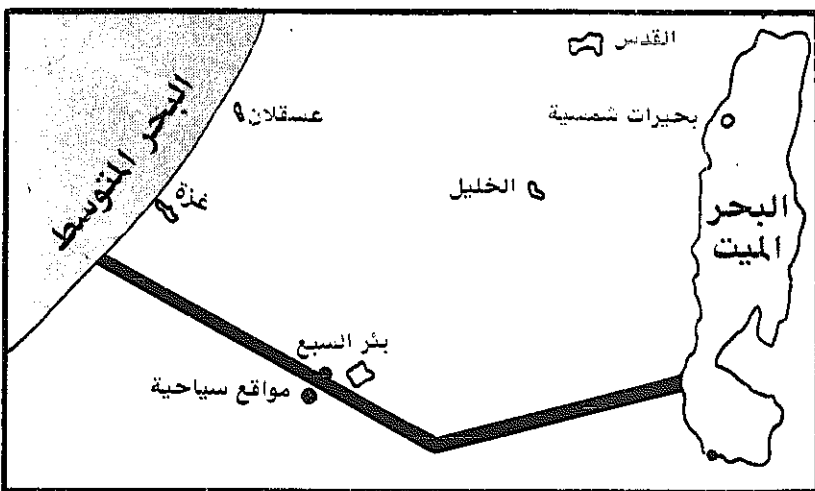 القدس
البحر المتوسط
عسقلان
بحيرات شمسية
غزة
الخليل
البحر
الميت
بئر السبع
مواقع سياحية